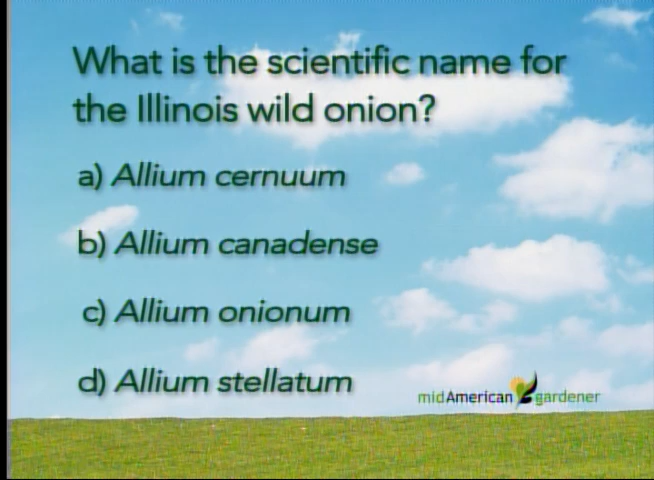 What is the scientific name for
the Illinois wild onion?
a) Allium cernuum
b) Allium canadense
c) Allium onionum
d) Allium stellatum
midAmerican gardener